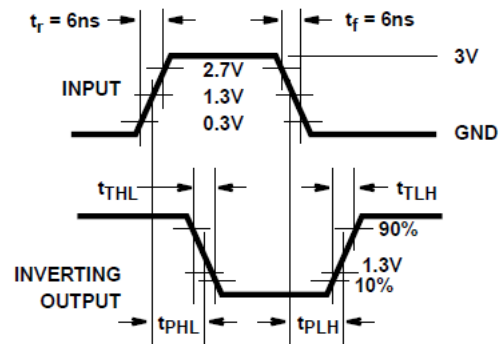 tr = 6ns
tf = 6ns
3V
INPUT
2.7V
1.3V
0.3V
GND
tTHL
tTLH
90%
1.3V
10%
INVERTING
OUTPUT
tPHL
tPLH